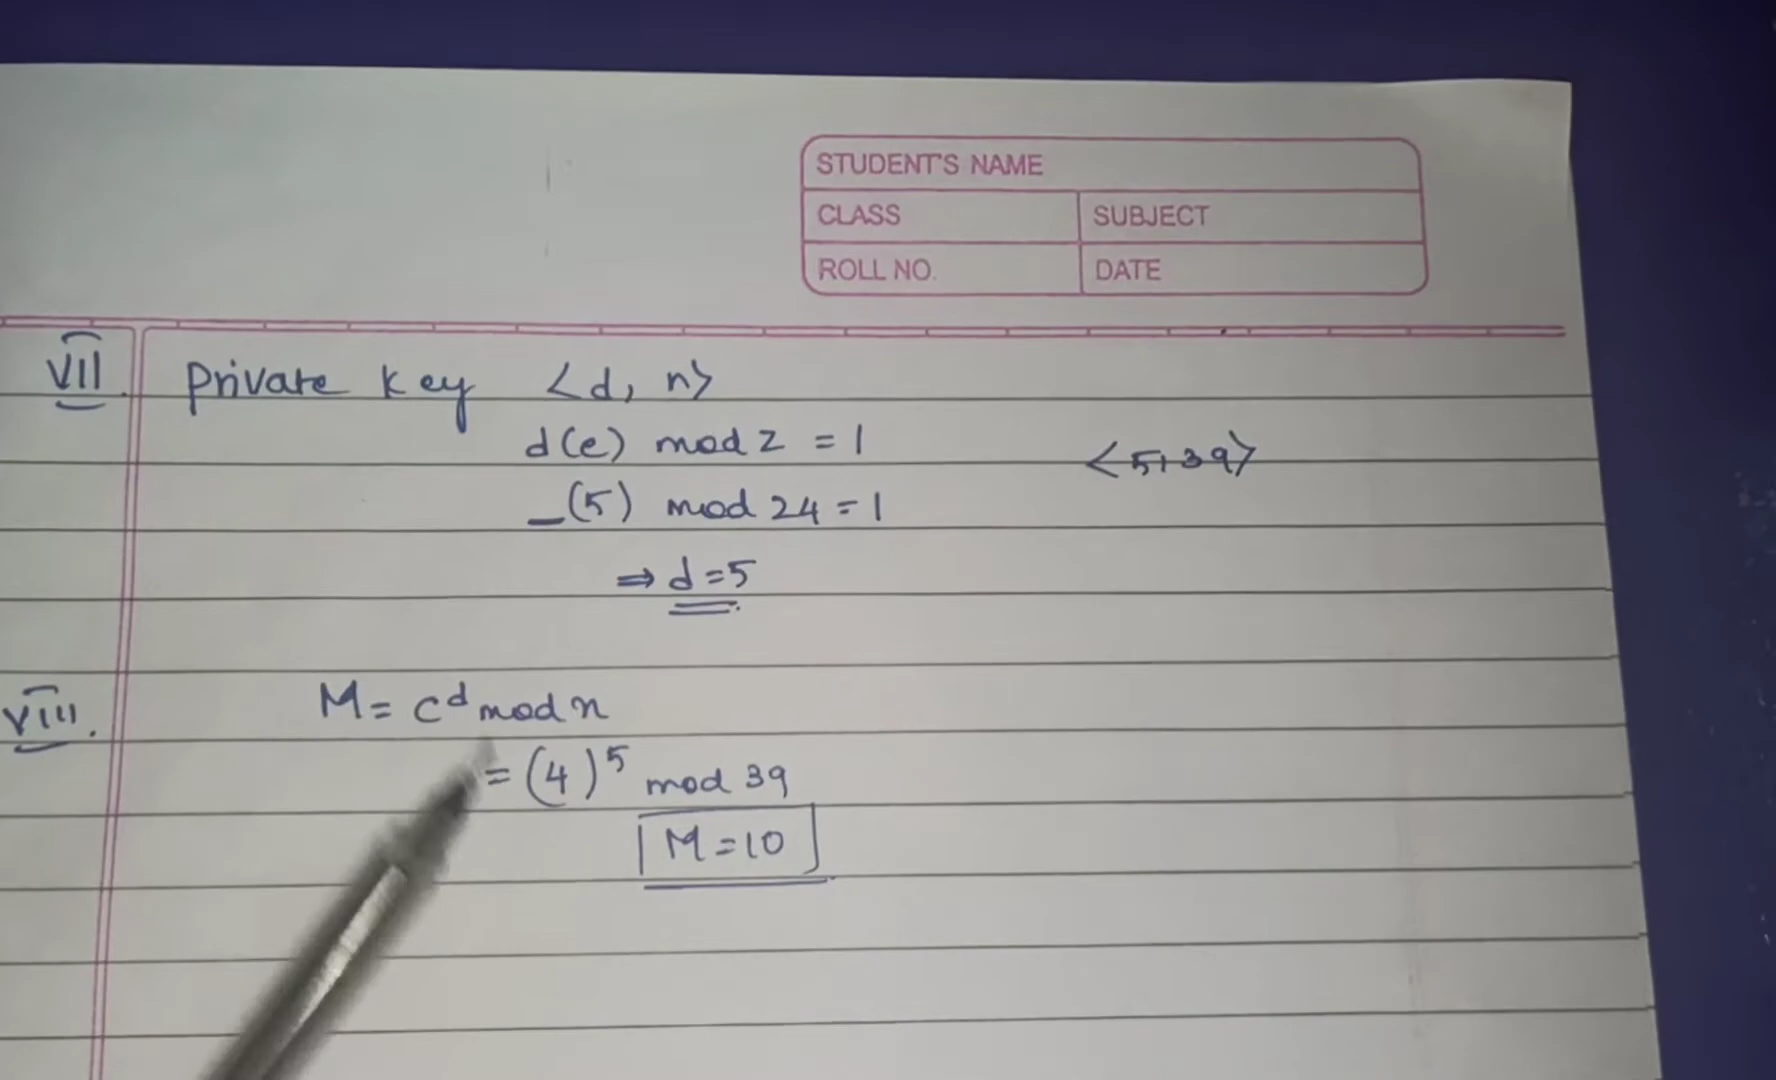 STUDENT'S NAME
CLASS SUBJECT
ROLL NO. DATE
VII. Private key <d, n>
d(e) mod z = 1
<5,39>
_(5) mod 24 = 1
⇒ d=5
VIII. M = c^d mod n
= (4)^5 mod 39
M=10